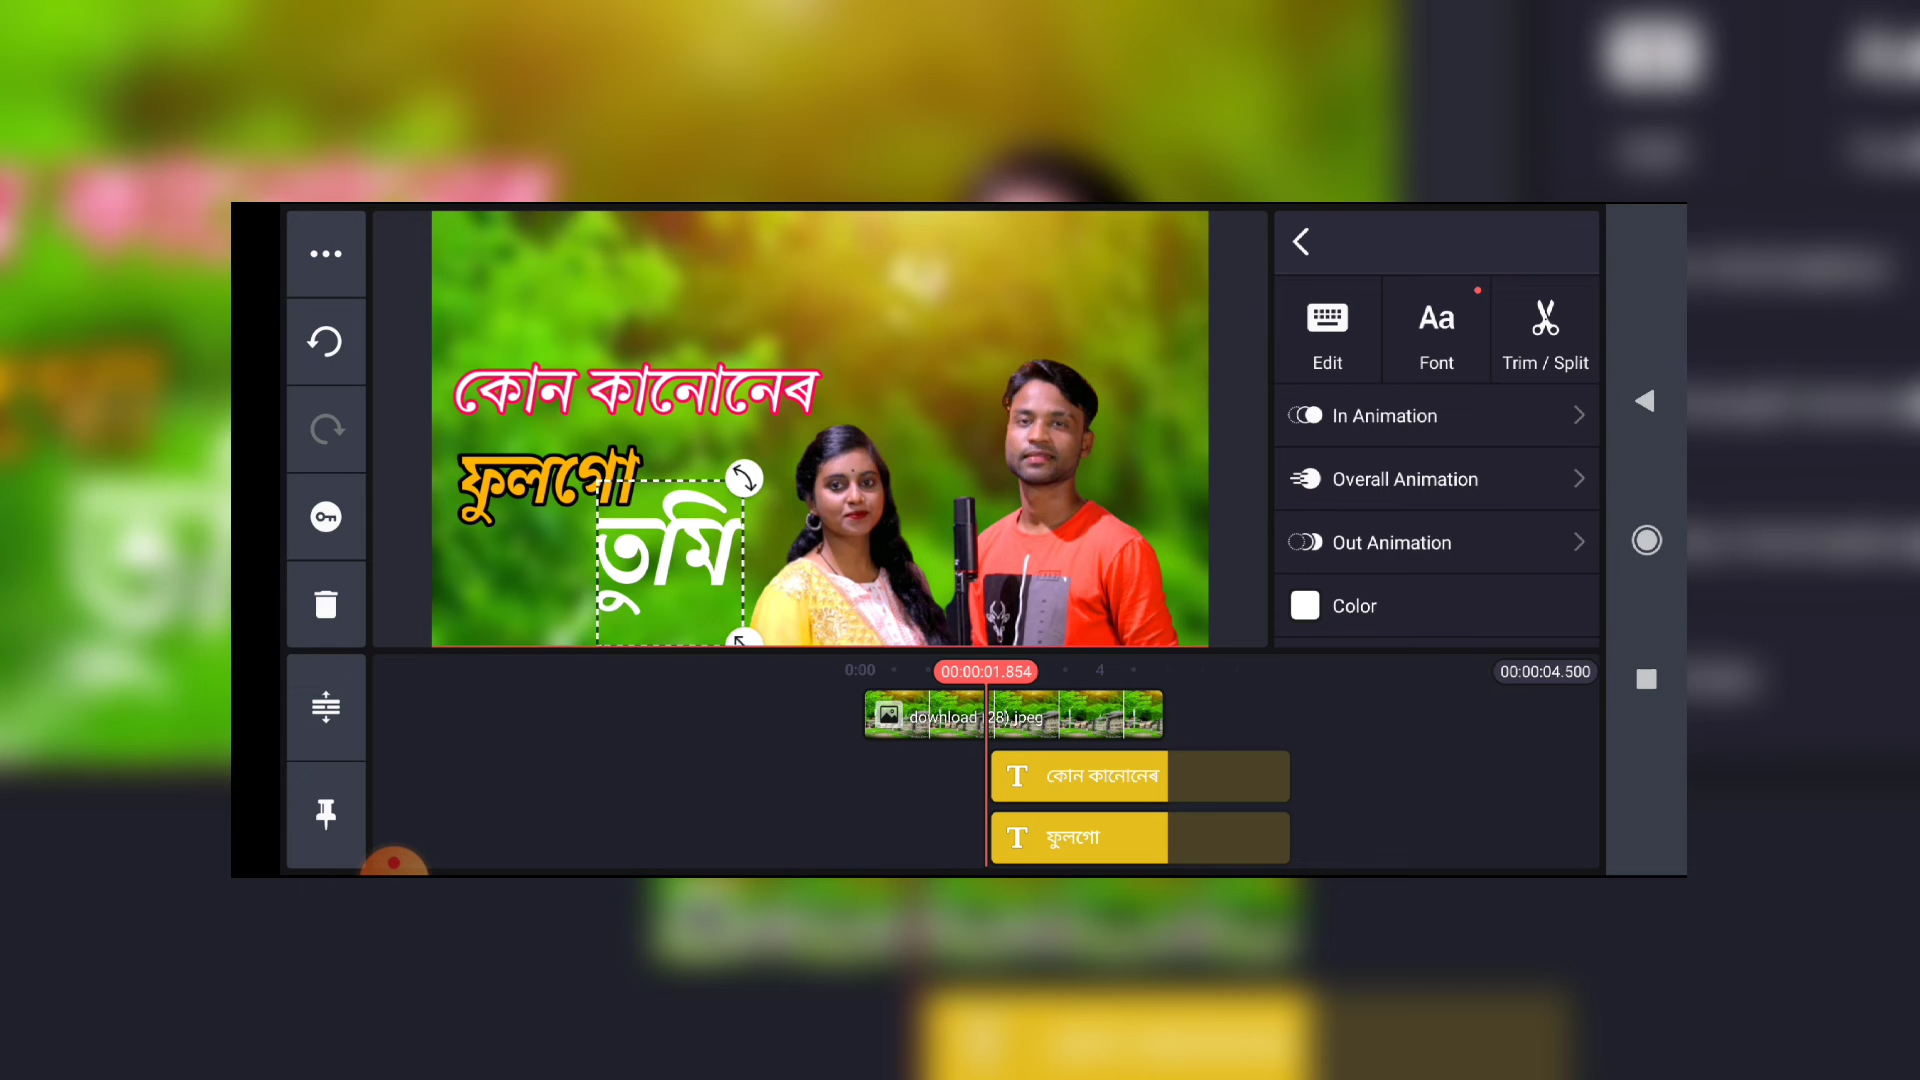 কোন কানোনেৰ
ফুলগো
তুমি
Edit
Font
Trim / Split
In Animation
Overall Animation
Out Animation
Color
0:00
00:00:01.854
4
00:00:04.500
download (28).jpeg
T কোন কানোনেৰ
T ফুলগো